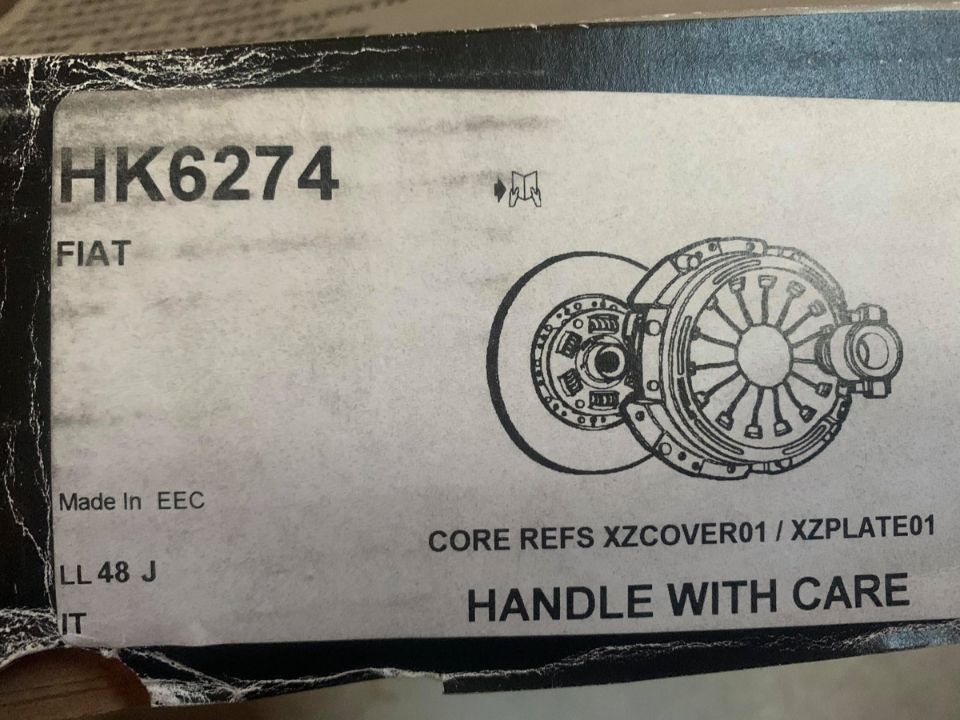 HK6274
FIAT
Made In EEC
CORE REFS XZCOVER01 / XZPLATE01
LL 48 J
HANDLE WITH CARE
IT